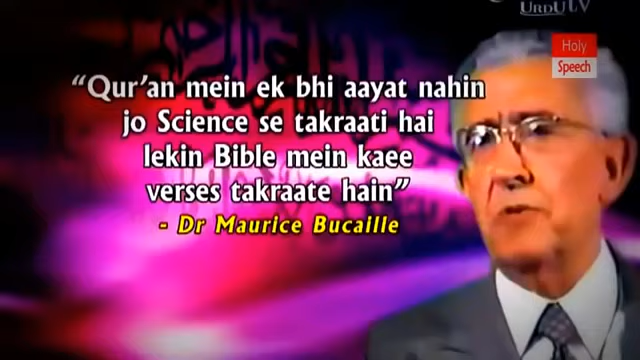 URDUTV
Holy
Speech
“Qur’an mein ek bhi aayat nahin
jo Science se takraati hai
lekin Bible mein kaee
verses takraate hain”
- Dr Maurice Bucaille